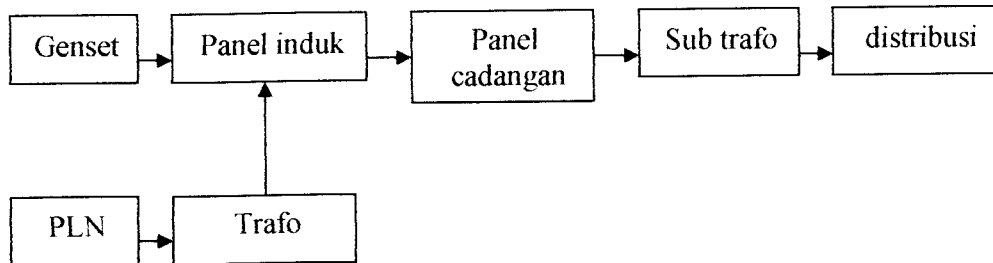 Genset
Panel induk
Panel
cadangan
Sub trafo
distribusi
PLN
Trafo